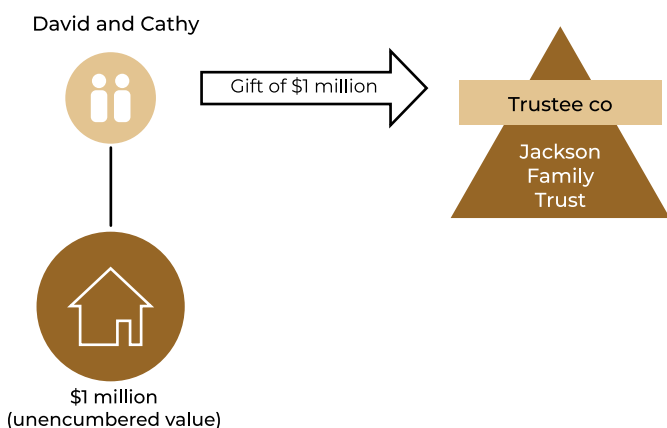 David and Cathy
Gift of $1 million
Trustee co
Jackson
Family
Trust
$1 million
(unencumbered value)